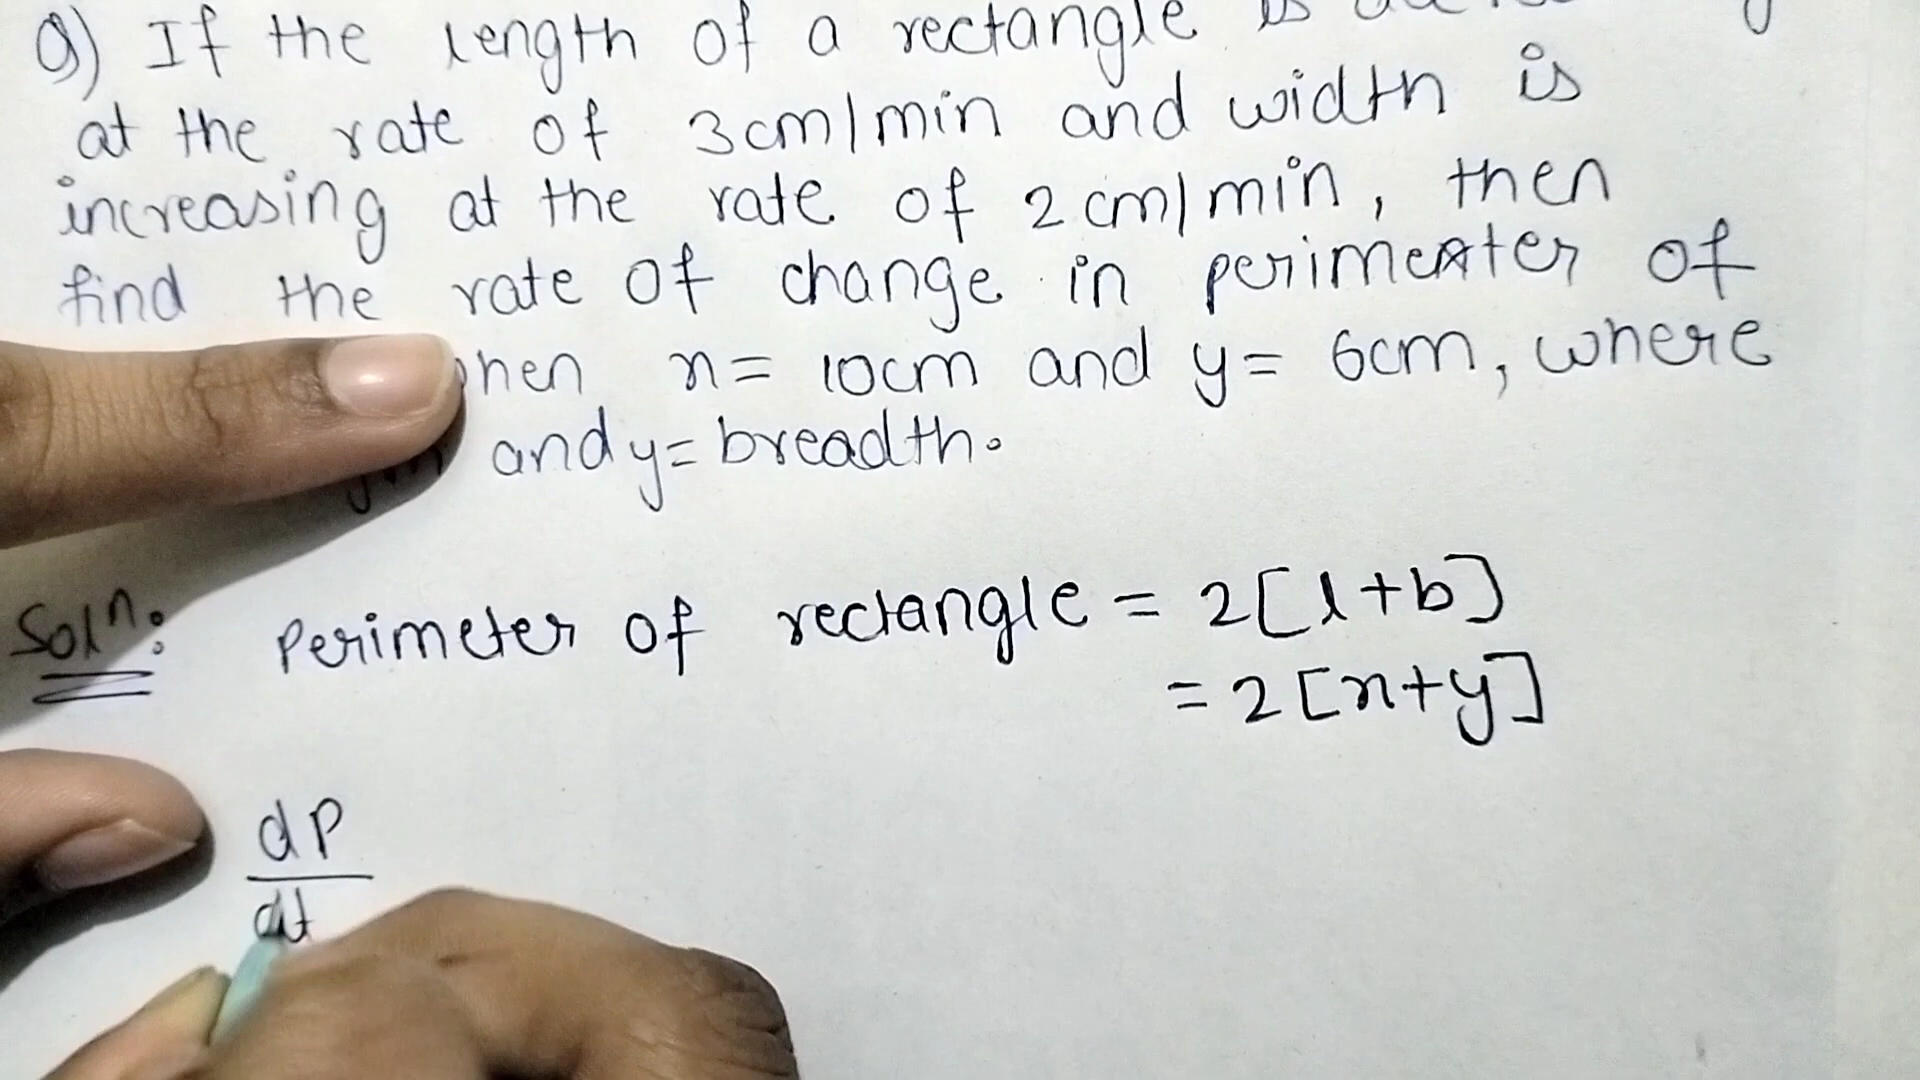 Q) If the length of a rectangle is
at the rate of 3cm/min and width is
increasing at the rate of 2cm/min, then
find the rate of change in perimeter of
when x= 10cm and y= 6cm, where
and y= breadth.
Soln: Perimeter of rectangle = 2[l+b]
= 2[x+y]
dP
dt